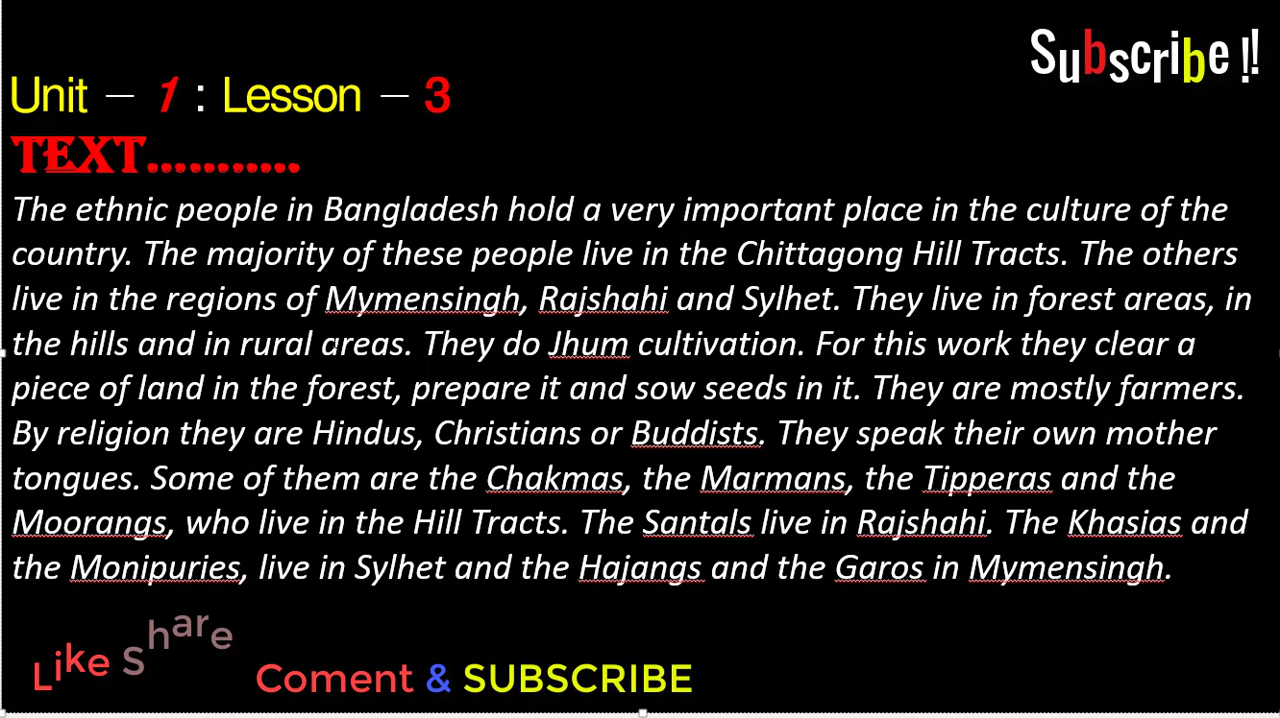 Subscribe !!
Unit – 1 : Lesson – 3
TEXT...........
The ethnic people in Bangladesh hold a very important place in the culture of the
country. The majority of these people live in the Chittagong Hill Tracts. The others
live in the regions of Mymensingh, Rajshahi and Sylhet. They live in forest areas, in
the hills and in rural areas. They do Jhum cultivation. For this work they clear a
piece of land in the forest, prepare it and sow seeds in it. They are mostly farmers.
By religion they are Hindus, Christians or Buddists. They speak their own mother
tongues. Some of them are the Chakmas, the Marmans, the Tipperas and the
Moorangs, who live in the Hill Tracts. The Santals live in Rajshahi. The Khasias and
the Monipuries, live in Sylhet and the Hajangs and the Garos in Mymensingh.
Like Share Coment & SUBSCRIBE